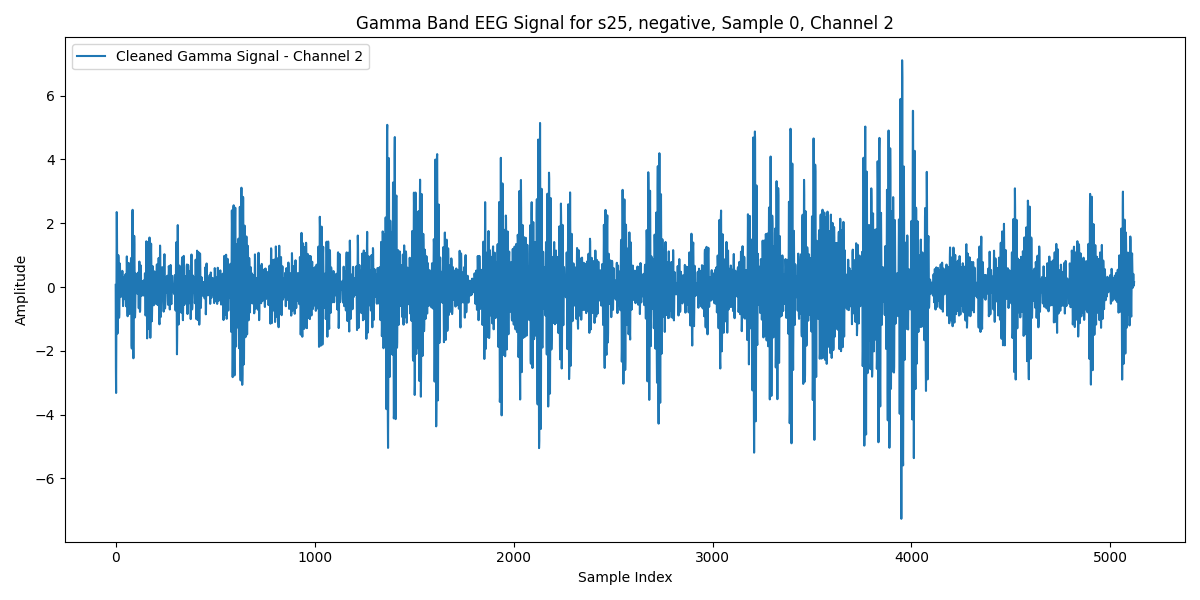 Gamma Band EEG Signal for s25, negative, Sample 0, Channel 2
Cleaned Gamma Signal - Channel 2
Amplitude
6
4
2
0
−2
−4
−6
0 1000 2000 3000 4000 5000
Sample Index